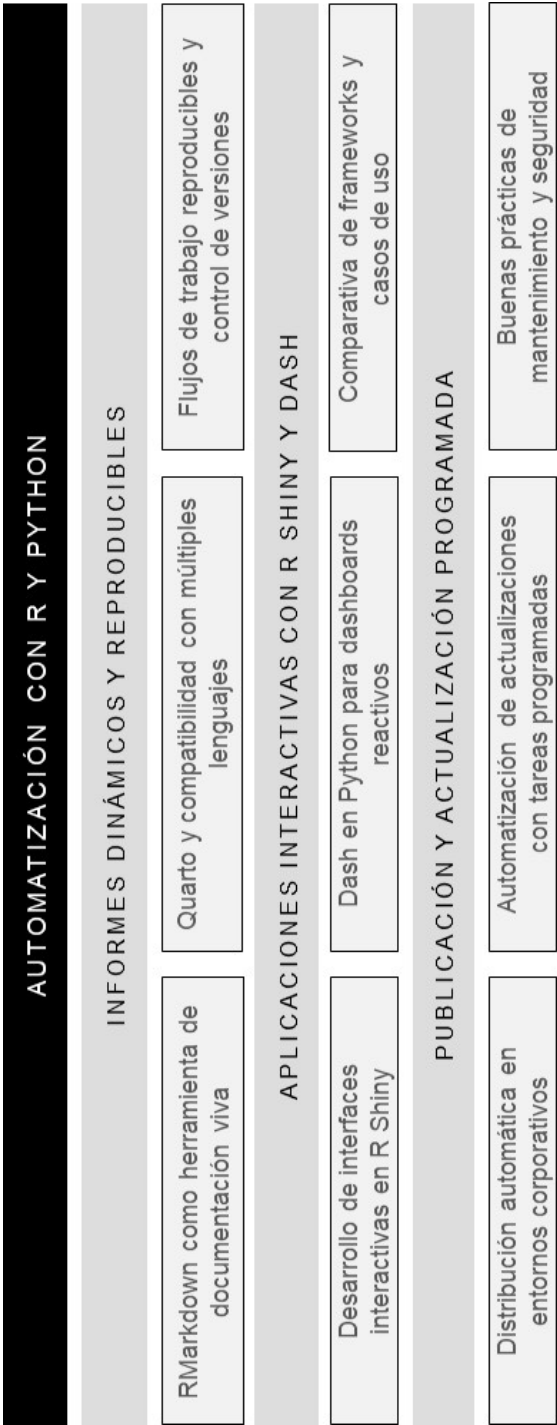 AUTOMATIZACIÓN CON R Y PYTHON
INFORMES DINÁMICOS Y REPRODUCIBLES
RMarkdown como herramienta de
documentación viva
Quarto y compatibilidad con múltiples
lenguajes
Flujos de trabajo reproducibles y
control de versiones
APLICACIONES INTERACTIVAS CON R SHINY Y DASH
Desarrollo de interfaces
interactivas en R Shiny
Dash en Python para dashboards
reactivos
Comparativa de frameworks y
casos de uso
PUBLICACIÓN Y ACTUALIZACIÓN PROGRAMADA
Distribución automática en
entornos corporativos
Automatización de actualizaciones
con tareas programadas
Buenas prácticas de
mantenimiento y seguridad